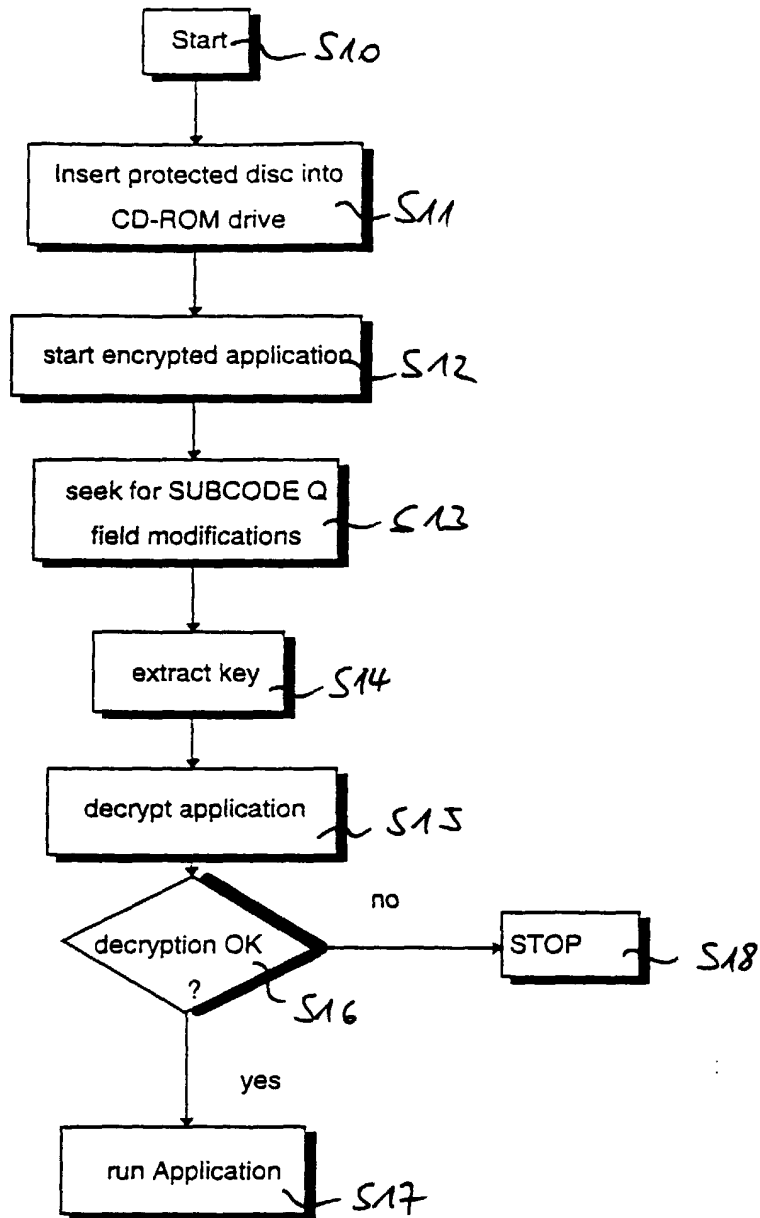 Start S10
Insert protected disc into
CD-ROM drive S11
start encrypted application S12
seek for SUBCODE Q
field modifications S13
extract key S14
decrypt application S15
no
decryption OK
?
S16
STOP S18
yes
run Application S17